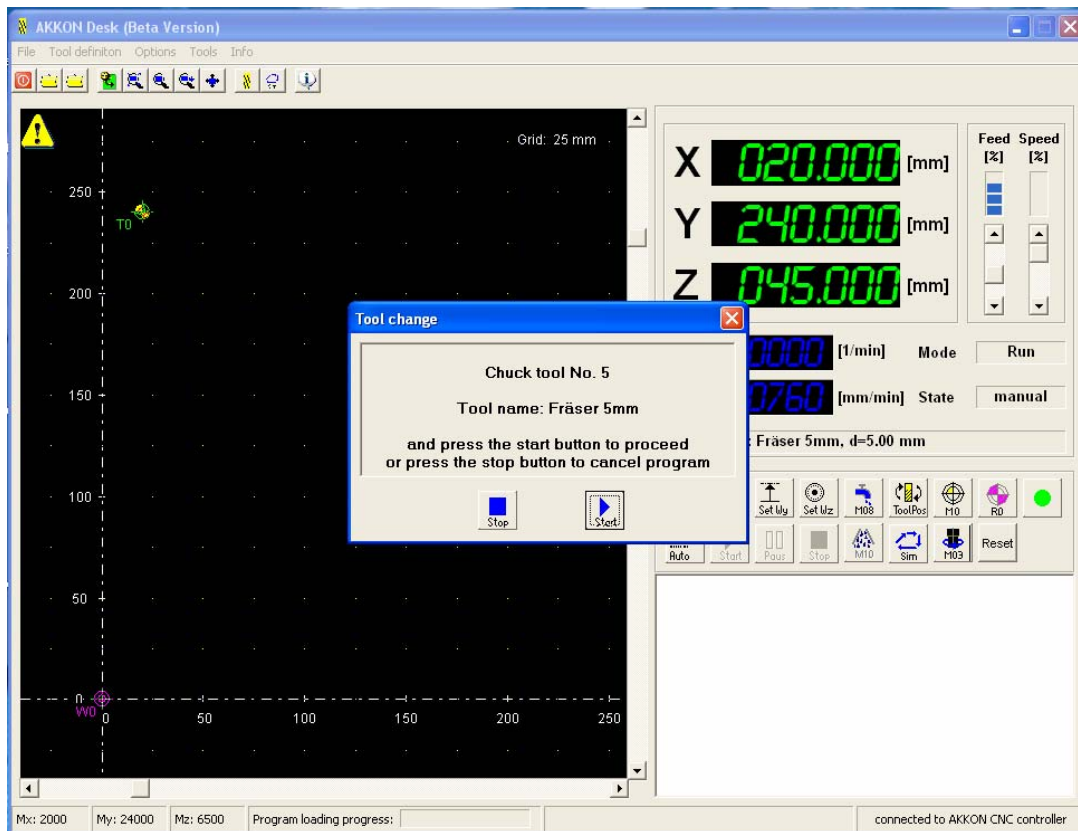 AKKON Desk (Beta Version)
File Tool definiton Options Tools Info
Grid: 25 mm
250
T0
200
150
100
50
0
W0
0 50 100 150 200 250
X 020.000 [mm]
Y 240.000 [mm]
Z 045.000 [mm]
Feed Speed
[%] [%]
0000 [1/min] Mode Run
0760 [mm/min] State manual
: Fräser 5mm, d=5.00 mm
Set Wy Set Wz M08 ToolPos M0 R0
Auto Start Paus Stop M10 Sim M03 Reset
Tool change
Chuck tool No. 5
Tool name: Fräser 5mm
and press the start button to proceed
or press the stop button to cancel program
Stop Start
Mx: 2000 My: 24000 Mz: 6500 Program loading progress: connected to AKKON CNC controller